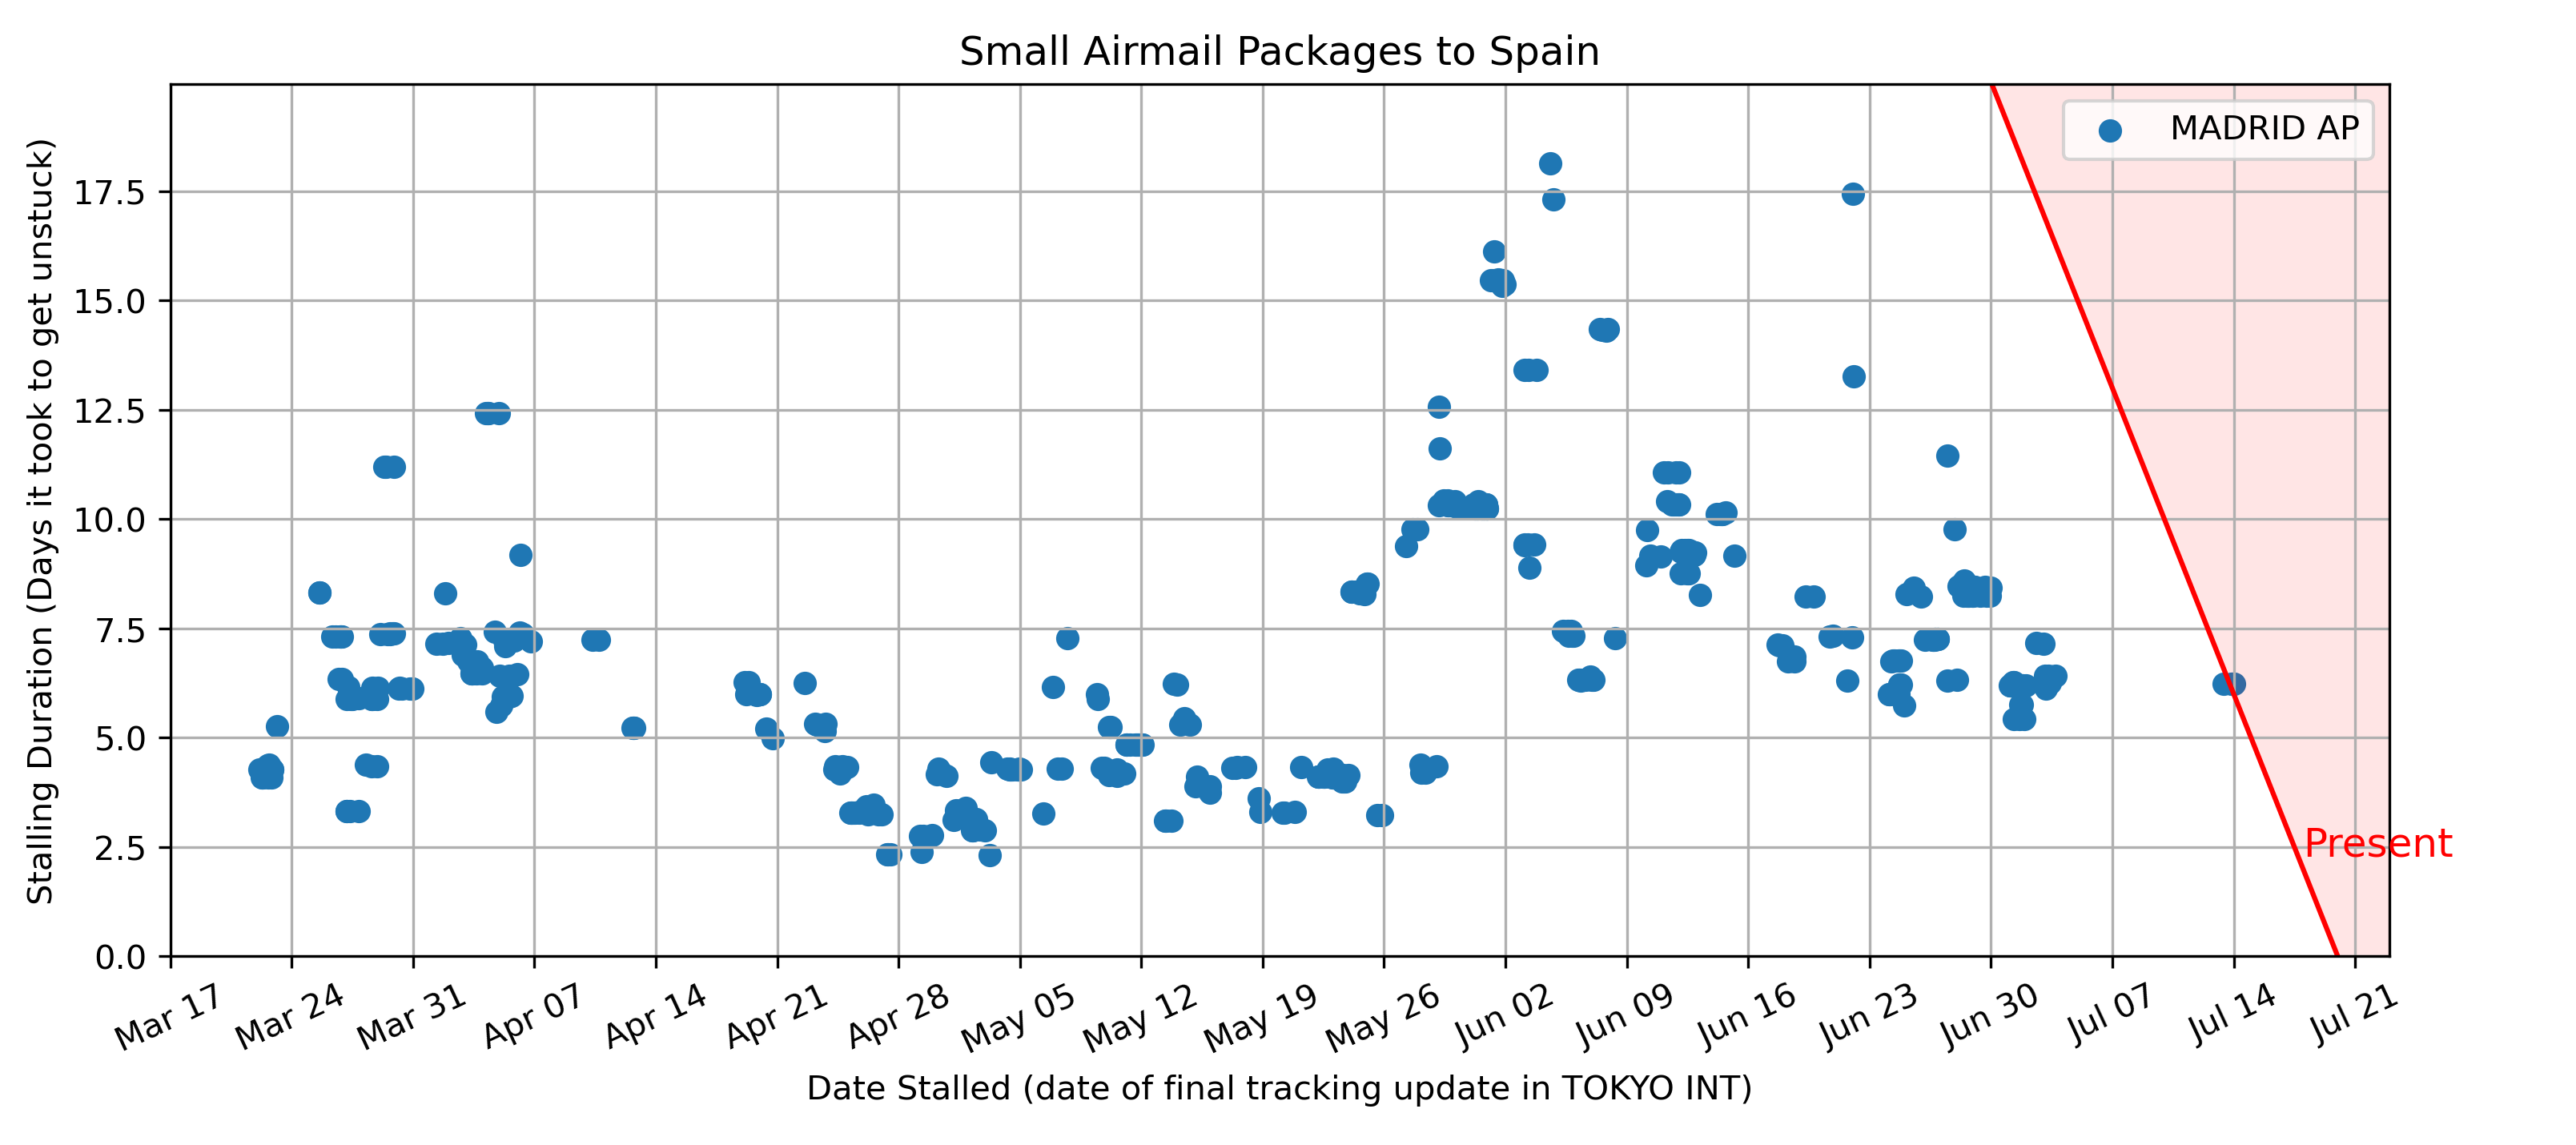 Small Airmail Packages to Spain
MADRID AP
Stalling Duration (Days it took to get unstuck)
17.5
15.0
12.5
10.0
7.5
5.0
2.5
0.0
Present
Mar 17
Mar 24
Mar 31
Apr 07
Apr 14
Apr 21
Apr 28
May 05
May 12
May 19
May 26
Jun 02
Jun 09
Jun 16
Jun 23
Jun 30
Jul 07
Jul 14
Jul 21
Date Stalled (date of final tracking update in TOKYO INT)